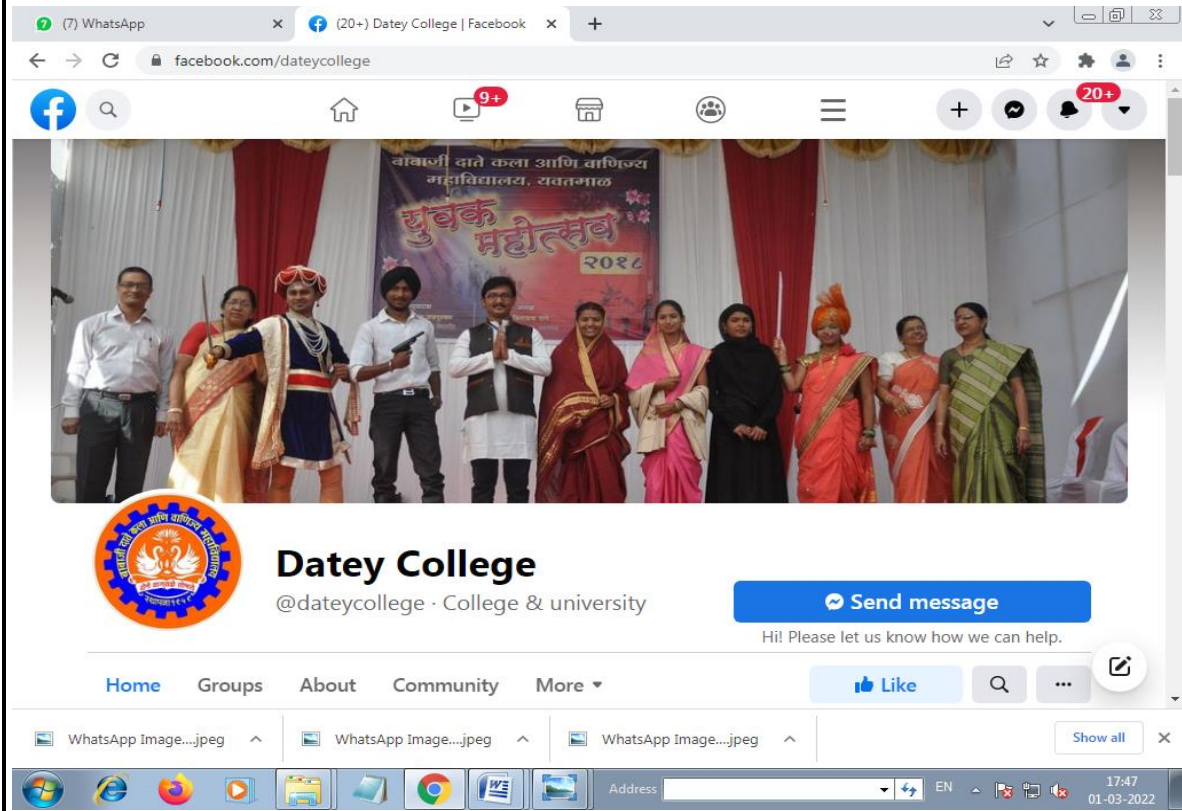 (7) WhatsApp
(20+) Datey College | Facebook
facebook.com/dateycollege
9+
20+
बाबाजी दाते कला आणि वाणिज्य
महाविद्यालय, यवतमाळ
युवक
महोत्सव
२०१८
Datey College
@dateycollege · College & university
Send message
Hi! Please let us know how we can help.
Home Groups About Community More
Like
WhatsApp Image....jpeg
WhatsApp Image....jpeg
WhatsApp Image....jpeg
Show all
Address
EN
17:47
01-03-2022